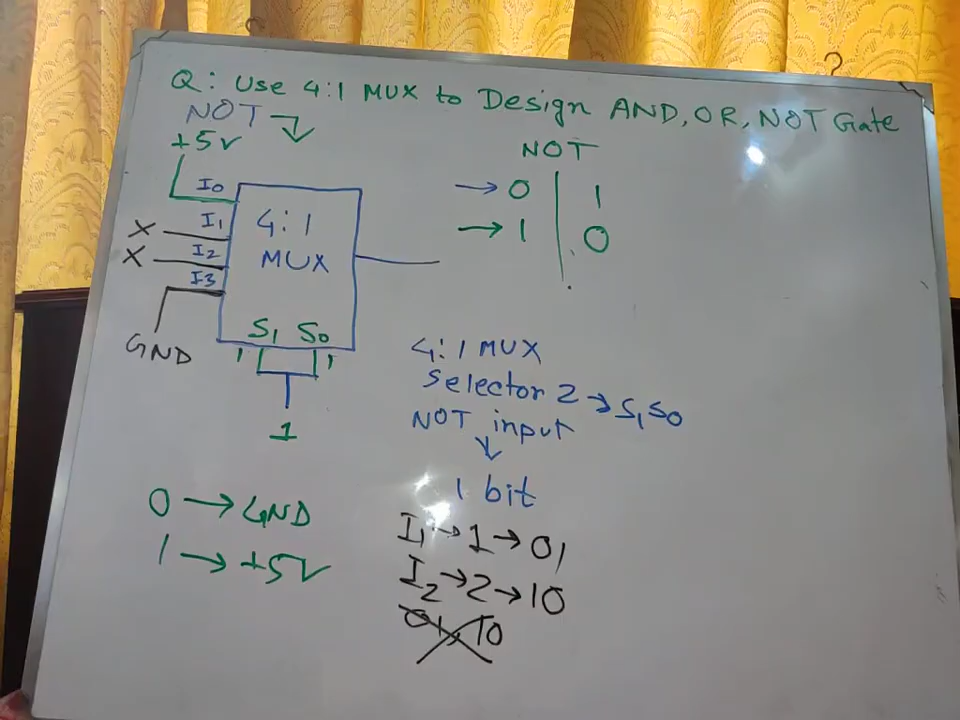 Q: Use 4:1 MUX to Design AND, OR, NOT Gate
NOT
+5V
I0
I1
X
I2
X
I3
GND
4:1
MUX
S1 S0
1 1
1
0 → GND
1 → +5V
NOT
→ 0 | 1
→ 1 | 0
4:1 MUX
Selector 2 → S1 S0
NOT input
↓
1 bit
I1 → 1 → 01
I2 → 2 → 10
01, 10